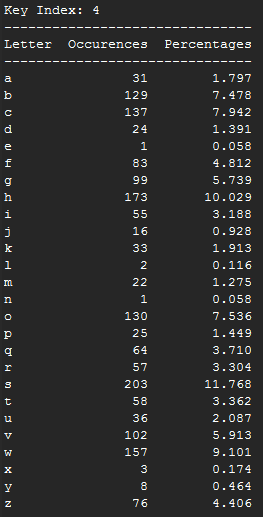 Key Index: 4
------------------------------
Letter Occurences Percentages
------------------------------
a 31 1.797
b 129 7.478
c 137 7.942
d 24 1.391
e 1 0.058
f 83 4.812
g 99 5.739
h 173 10.029
i 55 3.188
j 16 0.928
k 33 1.913
l 2 0.116
m 22 1.275
n 1 0.058
o 130 7.536
p 25 1.449
q 64 3.710
r 57 3.304
s 203 11.768
t 58 3.362
u 36 2.087
v 102 5.913
w 157 9.101
x 3 0.174
y 8 0.464
z 76 4.406